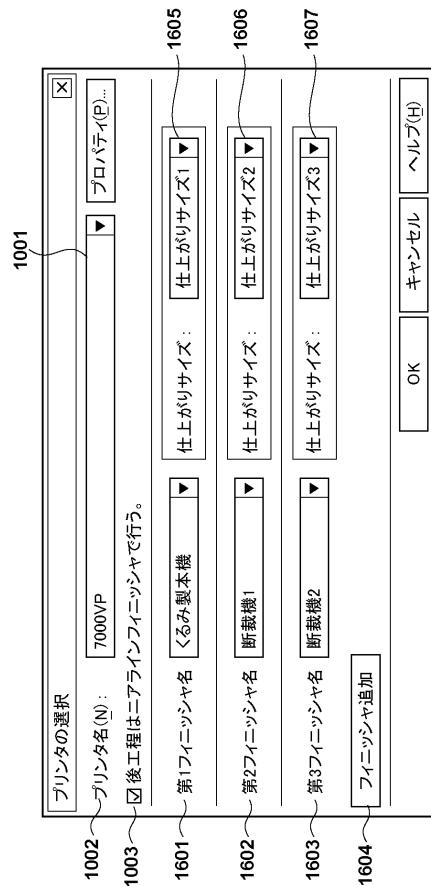 プリンタの選択
1002 プリンタ名(N)： 7000VP ▼ 1001 プロパティ(P)...
1003 ☑ 後工程はニアラインフィニッシャで行う。
1601 第1フィニッシャ名 くるみ製本機 ▼ 仕上がりサイズ： 仕上がりサイズ1 ▼ 1605
1602 第2フィニッシャ名 断裁機1 ▼ 仕上がりサイズ： 仕上がりサイズ2 ▼ 1606
1603 第3フィニッシャ名 断裁機2 ▼ 仕上がりサイズ： 仕上がりサイズ3 ▼ 1607
1604 フィニッシャ追加
OK キャンセル ヘルプ(H)